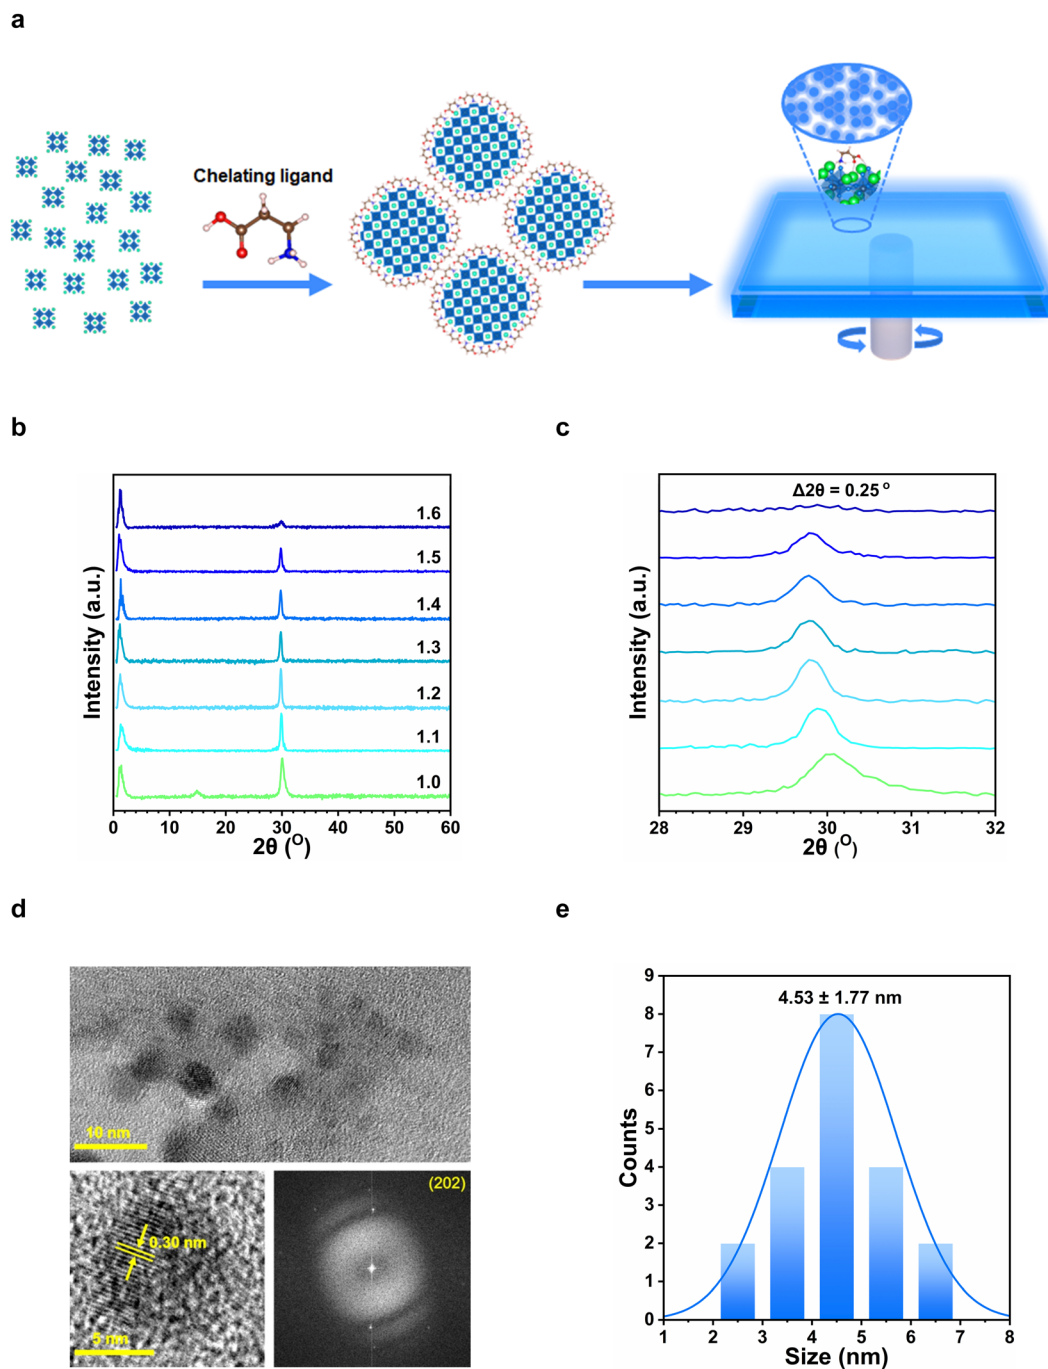 a
Chelating ligand
b
1.6
1.5
1.4
1.3
1.2
1.1
1.0
Intensity (a.u.)
0 10 20 30 40 50 60
2θ (O)
c
Δ2θ = 0.25 o
Intensity (a.u.)
28 29 30 31 32
2θ (O)
d
10 nm
0.30 nm
5 nm
(202)
e
4.53 ± 1.77 nm
9
8
7
6
5
4
3
2
1
0
Counts
1 2 3 4 5 6 7 8
Size (nm)